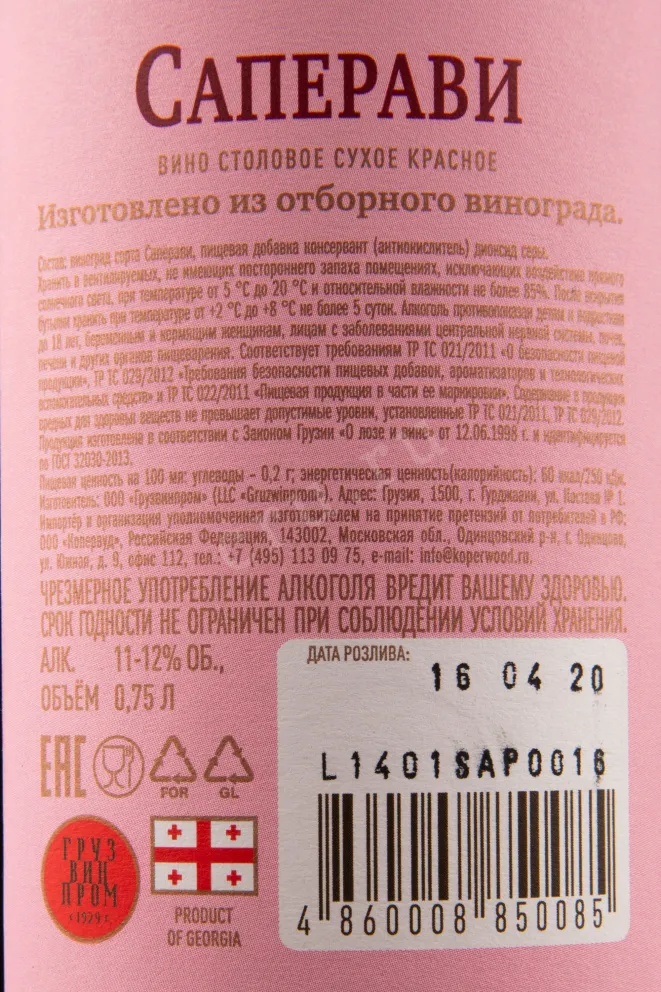 САПЕРАВИ
ВИНО СТОЛОВОЕ СУХОЕ КРАСНОЕ
Изготовлено из отборного винограда.
Состав: виноград сорта Саперави, пищевая добавка консервант (антиокислитель) диоксид серы.
Хранить в вентилируемых, не имеющих постороннего запаха помещениях, исключающих воздействие прямого
солнечного света, при температуре от 5 °С до 20 °С и относительной влажности не более 85%. После вскрытия
бутылки хранить при температуре от +2 °С до +8 °С не более 5 суток. Алкоголь противопоказан детям и подросткам
до 18 лет, беременным и кормящим женщинам, лицам с заболеваниями центральной нервной системы, почек,
печени и других органов пищеварения. Соответствует требованиям ТР ТС 021/2011 «О безопасности пищевой
продукции», ТР ТС 029/2012 «Требования безопасности пищевых добавок, ароматизаторов и технологических
вспомогательных средств» и ТР ТС 022/2011 «Пищевая продукция в части ее маркировки». Содержание в продукции
вредных для здоровья веществ не превышает допустимые уровни, установленные ТР ТС 021/2011, ТР ТС 029/2012.
Продукция изготовлена в соответствии с Законом Грузии «О лозе и вине» от 12.06.1998 г. и идентифицируется
по ГОСТ 32030-2013.
Пищевая ценность на 100 мл: углеводы – 0,2 г; энергетическая ценность(калорийность): 60 ккал/250 кДж.
Изготовитель: ООО «Грузвинпром» (LLC «Gruzwinprom»). Адрес: Грузия, 1500, г. Гурджаани, ул. Костава № 1.
Импортёр и организация уполномоченная изготовителем на принятие претензий от потребителей в РФ:
ООО «Копервуд», Российская Федерация, 143002, Московская обл., Одинцовский р-н, г. Одинцово,
ул. Южная, д. 9, офис 112, тел.: +7 (495) 113 09 75, e-mail: info@koperwood.ru.
ЧРЕЗМЕРНОЕ УПОТРЕБЛЕНИЕ АЛКОГОЛЯ ВРЕДИТ ВАШЕМУ ЗДОРОВЬЮ.
СРОК ГОДНОСТИ НЕ ОГРАНИЧЕН ПРИ СОБЛЮДЕНИИ УСЛОВИЙ ХРАНЕНИЯ.
АЛК. 11-12% ОБ.,
ОБЪЁМ 0,75 Л
ДАТА РОЗЛИВА:
16 04 20
L1401SAP0016
EAC
FOR
GL
ГРУЗ
ВИН
ПРОМ
1929 г.
PRODUCT
OF GEORGIA
4 860008 850085